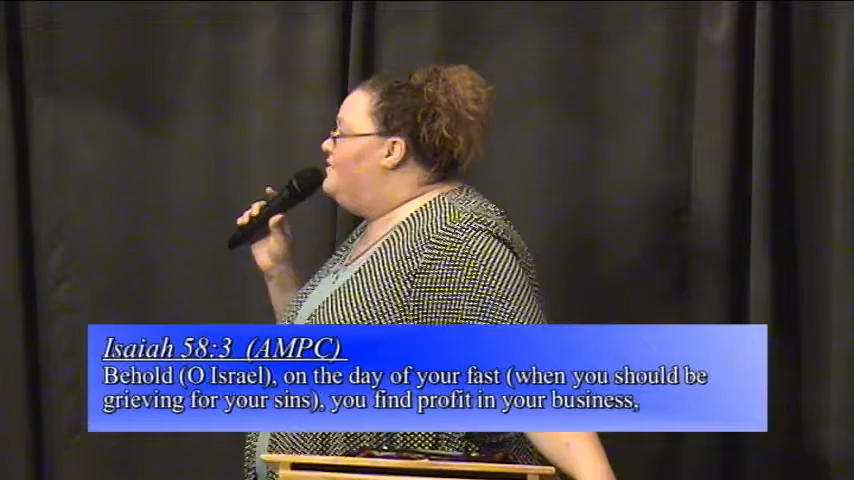 Isaiah 58:3 (AMPC)
Behold (O Israel), on the day of your fast (when you should be
grieving for your sins), you find profit in your business,